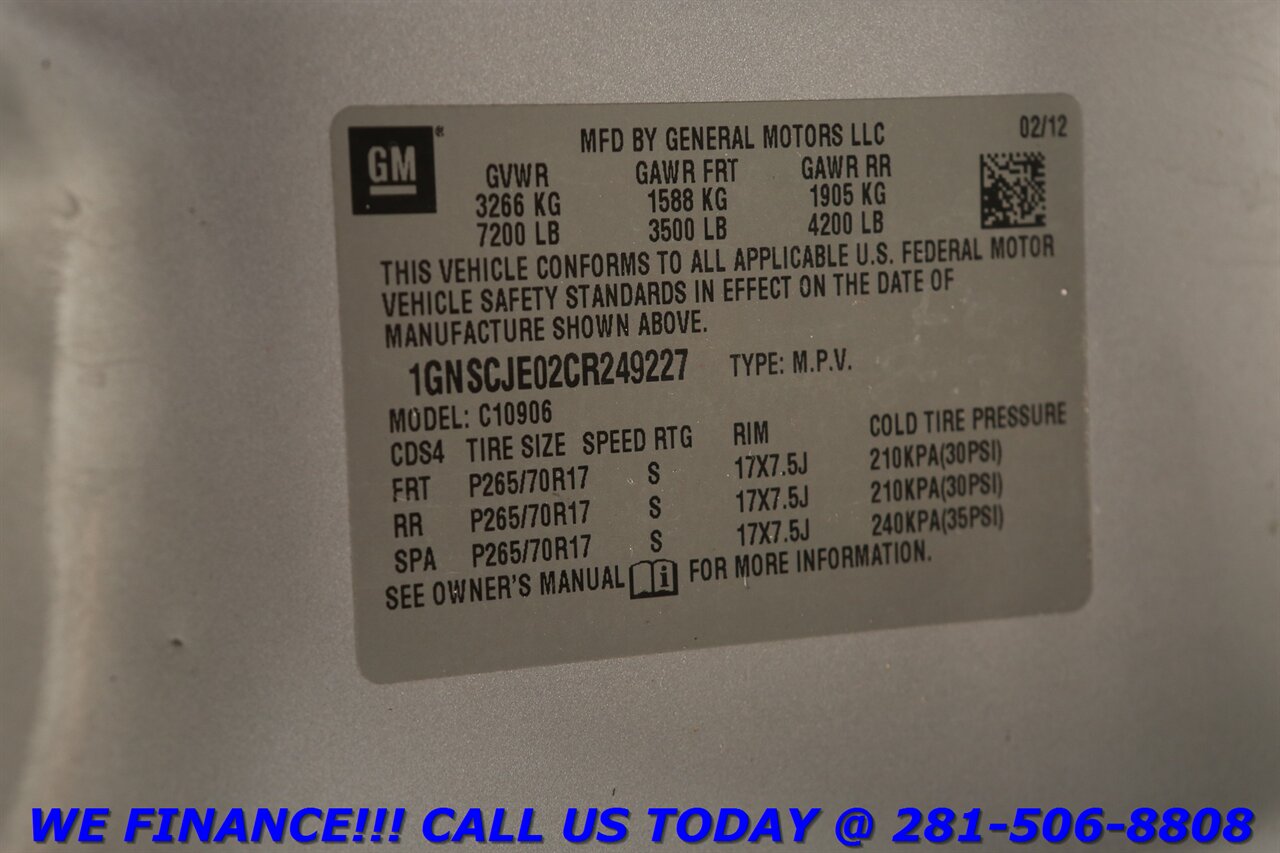 GM®
MFD BY GENERAL MOTORS LLC 02/12
GVWR GAWR FRT GAWR RR
3266 KG 1588 KG 1905 KG
7200 LB 3500 LB 4200 LB
THIS VEHICLE CONFORMS TO ALL APPLICABLE U.S. FEDERAL MOTOR
VEHICLE SAFETY STANDARDS IN EFFECT ON THE DATE OF
MANUFACTURE SHOWN ABOVE.
1GNSCJE02CR249227 TYPE: M.P.V.
MODEL: C10906
CDS4 TIRE SIZE SPEED RTG RIM COLD TIRE PRESSURE
FRT P265/70R17 S 17X7.5J 210KPA(30PSI)
RR P265/70R17 S 17X7.5J 210KPA(30PSI)
SPA P265/70R17 S 17X7.5J 240KPA(35PSI)
SEE OWNER'S MANUAL FOR MORE INFORMATION.
WE FINANCE!!! CALL US TODAY @ 281-506-8808